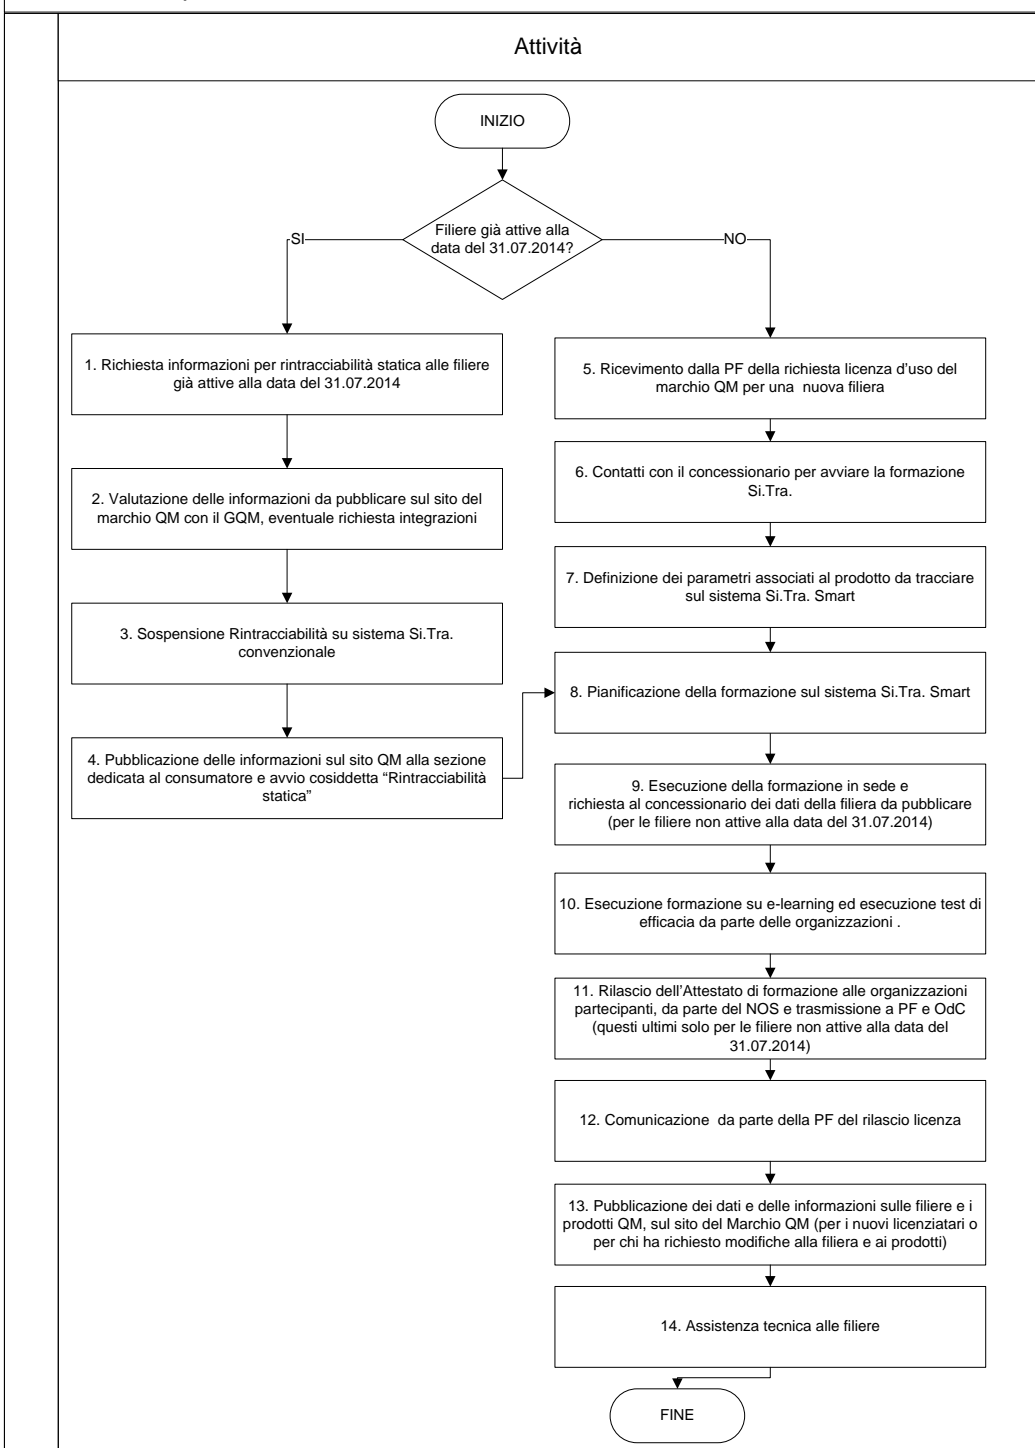 Attività
INIZIO
Filiere già attive alla
data del 31.07.2014?
SI
NO
1. Richiesta informazioni per rintracciabilità statica alle filiere
già attive alla data del 31.07.2014
2. Valutazione delle informazioni da pubblicare sul sito del
marchio QM con il GQM, eventuale richiesta integrazioni
3. Sospensione Rintracciabilità su sistema Si.Tra.
convenzionale
4. Pubblicazione delle informazioni sul sito QM alla sezione
dedicata al consumatore e avvio cosiddetta “Rintracciabilità
statica”
5. Ricevimento dalla PF della richiesta licenza d’uso del
marchio QM per una nuova filiera
6. Contatti con il concessionario per avviare la formazione
Si.Tra.
7. Definizione dei parametri associati al prodotto da tracciare
sul sistema Si.Tra. Smart
8. Pianificazione della formazione sul sistema Si.Tra. Smart
9. Esecuzione della formazione in sede e
richiesta al concessionario dei dati della filiera da pubblicare
(per le filiere non attive alla data del 31.07.2014)
10. Esecuzione formazione su e-learning ed esecuzione test di
efficacia da parte delle organizzazioni .
11. Rilascio dell’Attestato di formazione alle organizzazioni
partecipanti, da parte del NOS e trasmissione a PF e OdC
(questi ultimi solo per le filiere non attive alla data del
31.07.2014)
12. Comunicazione da parte della PF del rilascio licenza
13. Pubblicazione dei dati e delle informazioni sulle filiere e i
prodotti QM, sul sito del Marchio QM (per i nuovi licenziatari o
per chi ha richiesto modifiche alla filiera e ai prodotti)
14. Assistenza tecnica alle filiere
FINE